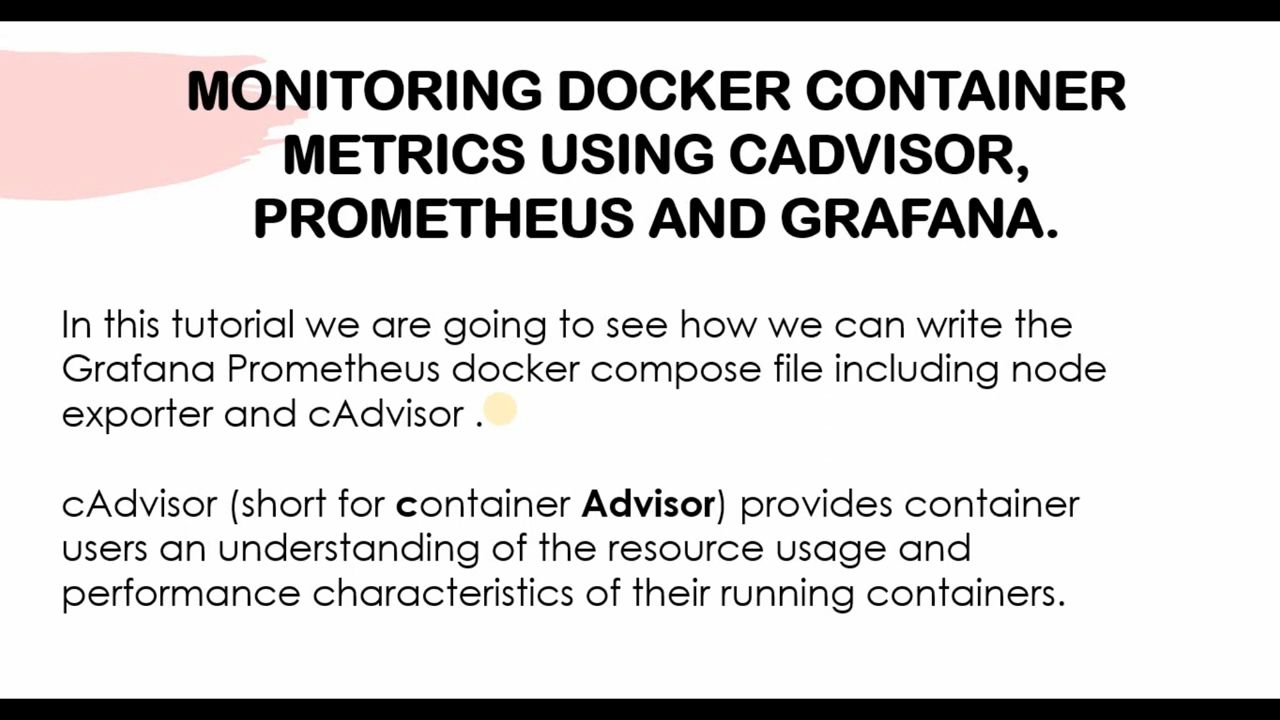 MONITORING DOCKER CONTAINER
METRICS USING CADVISOR,
PROMETHEUS AND GRAFANA.
In this tutorial we are going to see how we can write the
Grafana Prometheus docker compose file including node
exporter and cAdvisor .
cAdvisor (short for container Advisor) provides container
users an understanding of the resource usage and
performance characteristics of their running containers.